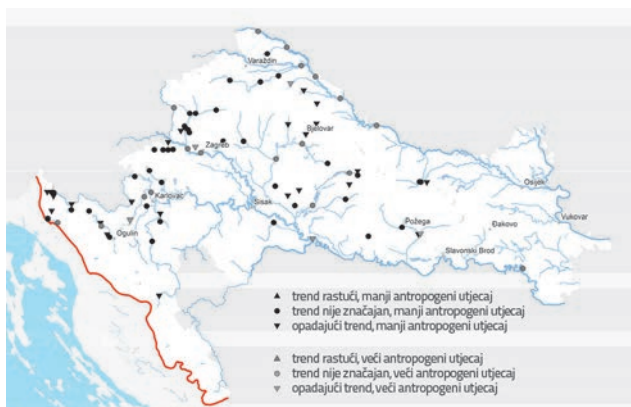 Varaždin
Bjelovar
Zagreb
Karlovac
Sisak
Osijek
Vukovar
Požega
Đakovo
Ogulin
Slavonski Brod
trend rastući, manji antropogeni utjecaj
trend nije značajan, manji antropogeni utjecaj
opadajući trend, manji antropogeni utjecaj
trend rastući, veći antropogeni utjecaj
trend nije značajan, veći antropogeni utjecaj
opadajući trend, veći antropogeni utjecaj